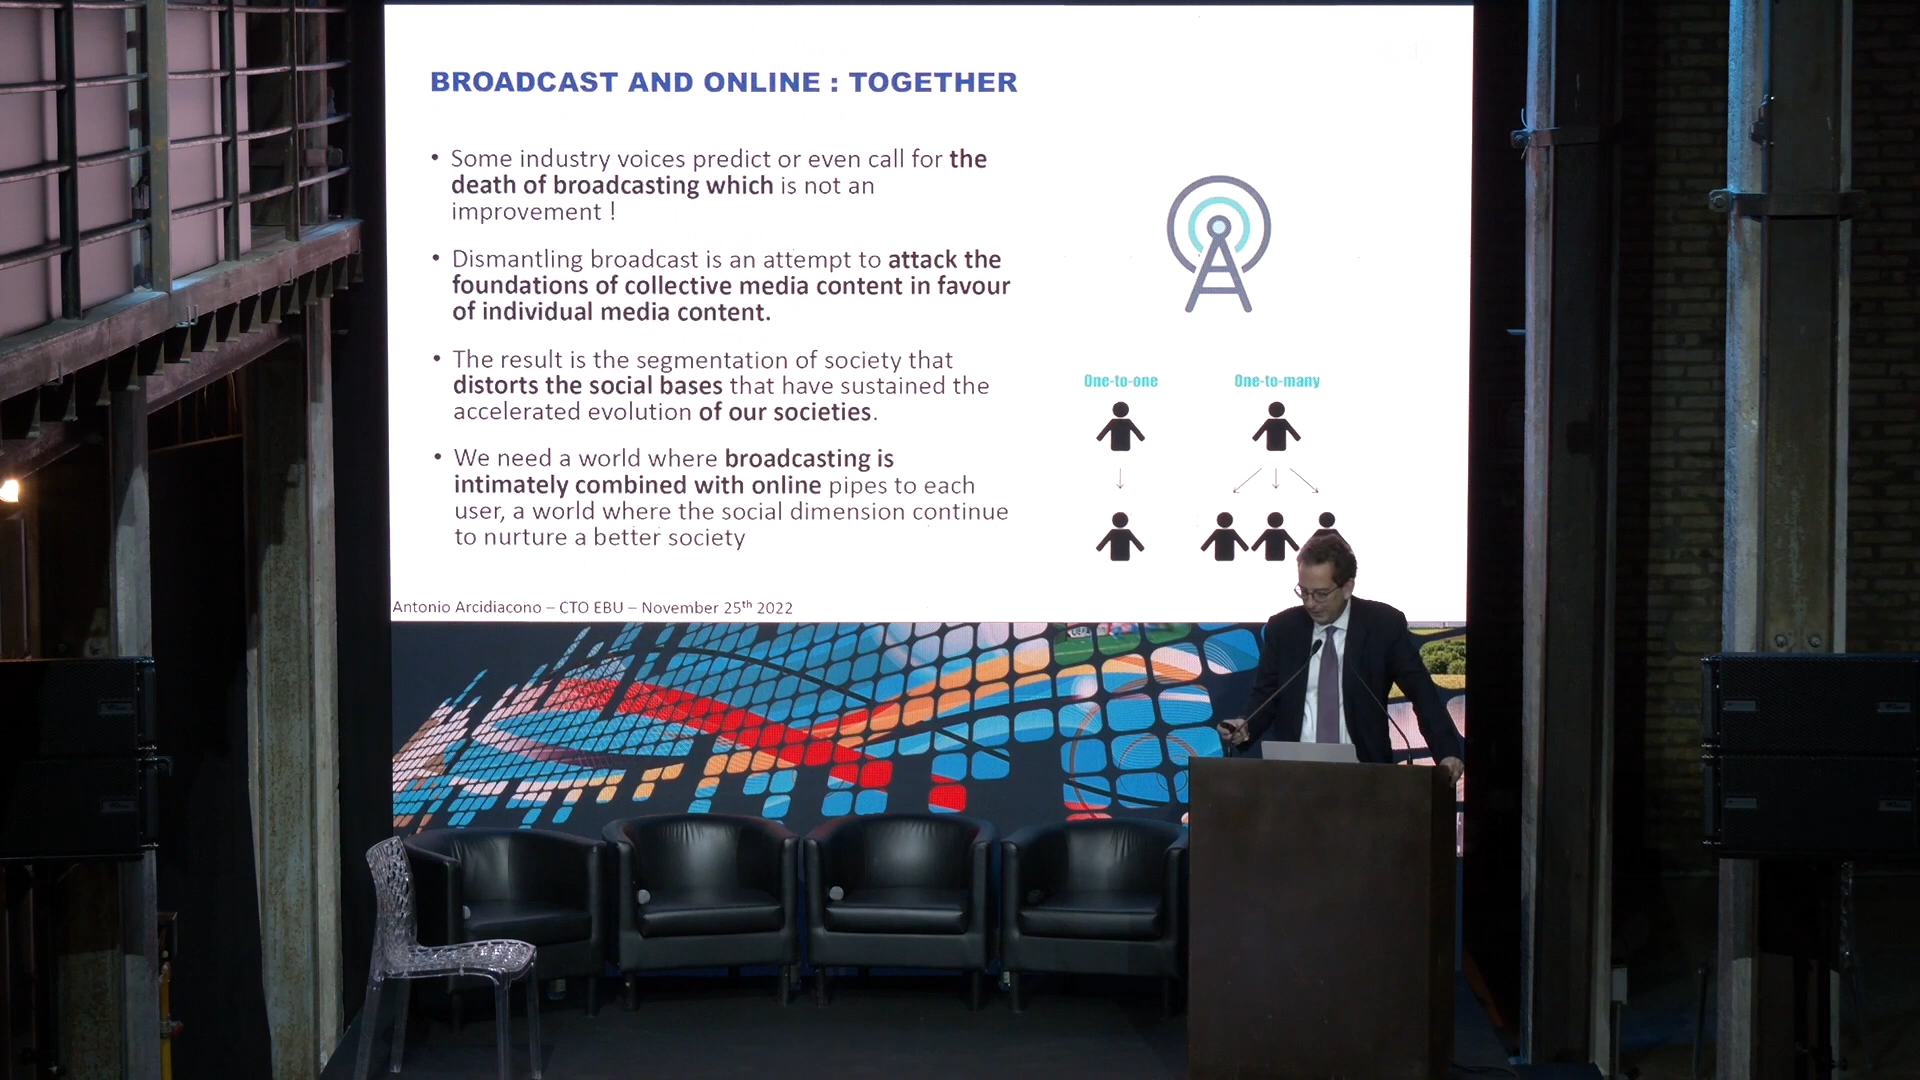 BROADCAST AND ONLINE : TOGETHER
• Some industry voices predict or even call for the
death of broadcasting which is not an
improvement !
• Dismantling broadcast is an attempt to attack the
foundations of collective media content in favour
of individual media content.
• The result is the segmentation of society that
distorts the social bases that have sustained the
accelerated evolution of our societies.
• We need a world where broadcasting is
intimately combined with online pipes to each
user, a world where the social dimension continue
to nurture a better society
One-to-one
One-to-many
Antonio Arcidiacono – CTO EBU – November 25th 2022